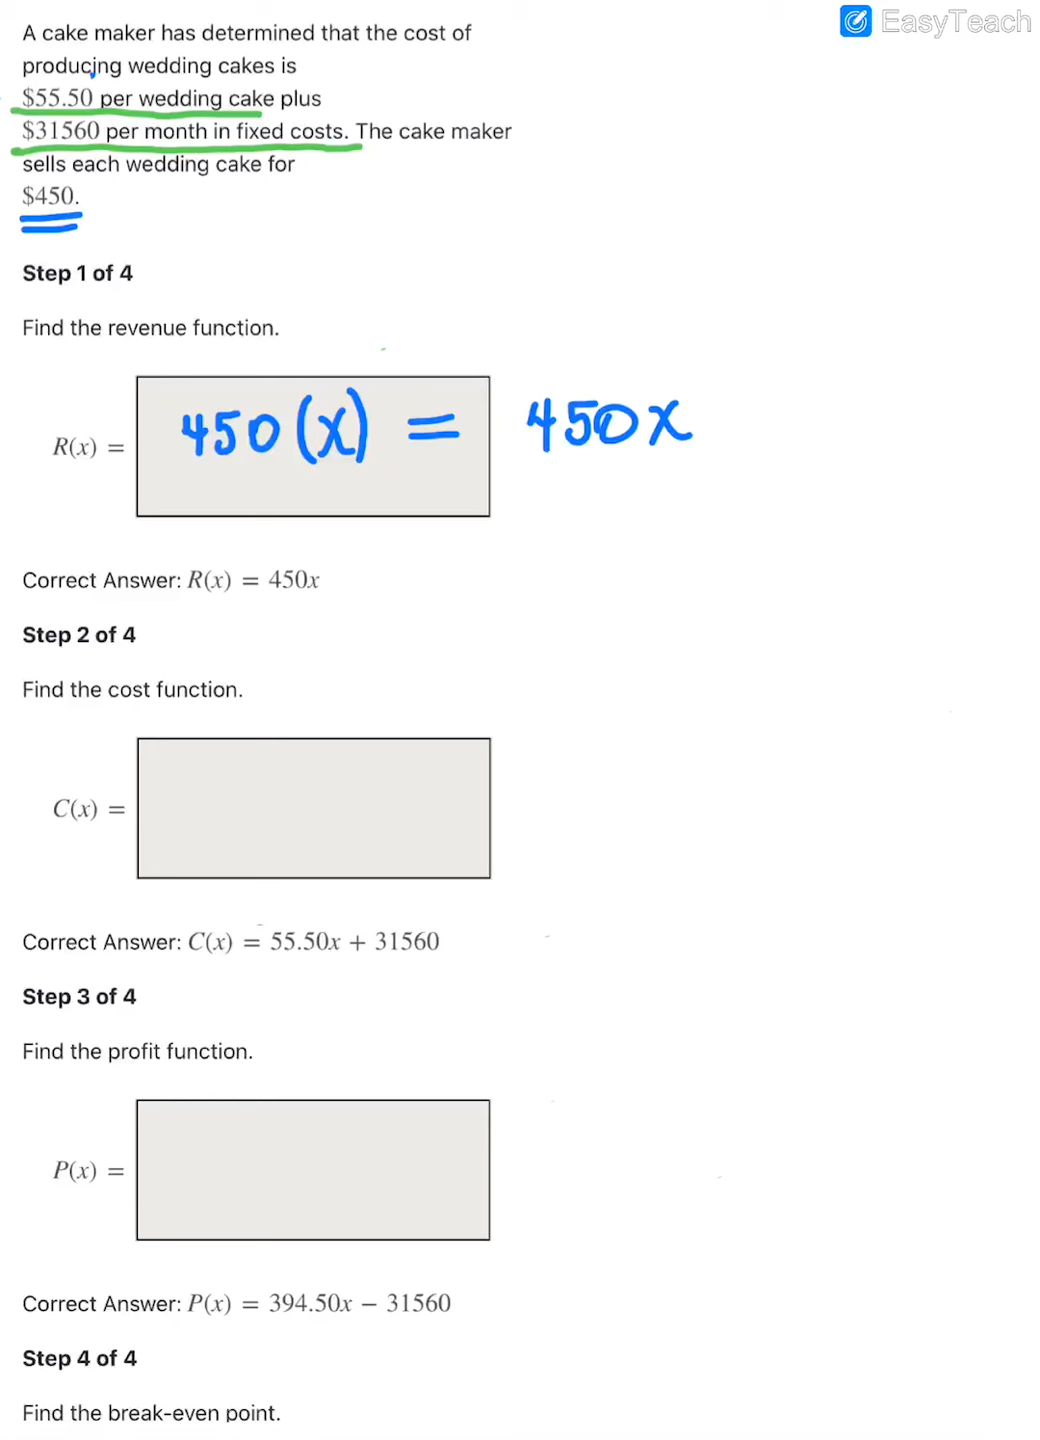 EasyTeach
A cake maker has determined that the cost of
producing wedding cakes is
$55.50 per wedding cake plus
$31560 per month in fixed costs. The cake maker
sells each wedding cake for
$450.
Step 1 of 4
Find the revenue function.
R(x) = 450(x) = 450x
Correct Answer: R(x) = 450x
Step 2 of 4
Find the cost function.
C(x) =
Correct Answer: C(x) = 55.50x + 31560
Step 3 of 4
Find the profit function.
P(x) =
Correct Answer: P(x) = 394.50x − 31560
Step 4 of 4
Find the break-even point.